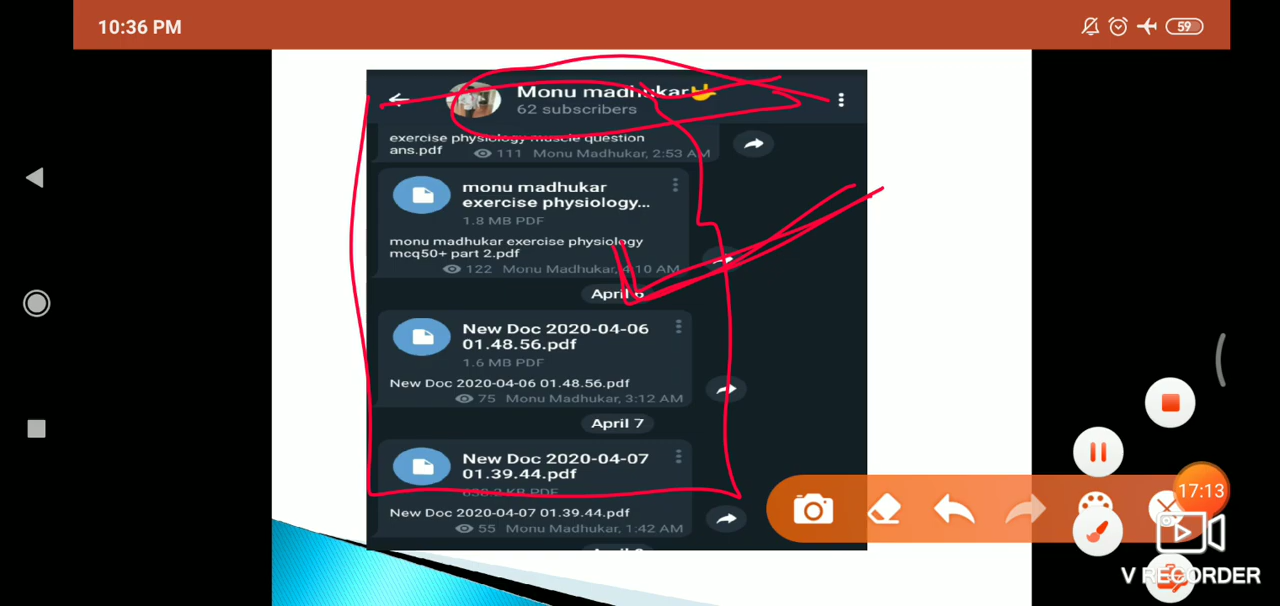 10:36 PM
59
Monu madhukar
62 subscribers
exercise physiology muscle question
ans.pdf
111 Monu Madhukar, 2:53 AM
monu madhukar
exercise physiology...
1.8 MB PDF
monu madhukar exercise physiology
mcq50+ part 2.pdf
122 Monu Madhukar, 4:10 AM
April 6
New Doc 2020-04-06
01.48.56.pdf
1.6 MB PDF
New Doc 2020-04-06 01.48.56.pdf
75 Monu Madhukar, 3:12 AM
April 7
New Doc 2020-04-07
01.39.44.pdf
PDF
New Doc 2020-04-07 01.39.44.pdf
55 Monu Madhukar, 1:42 AM
17:13
V RECORDER